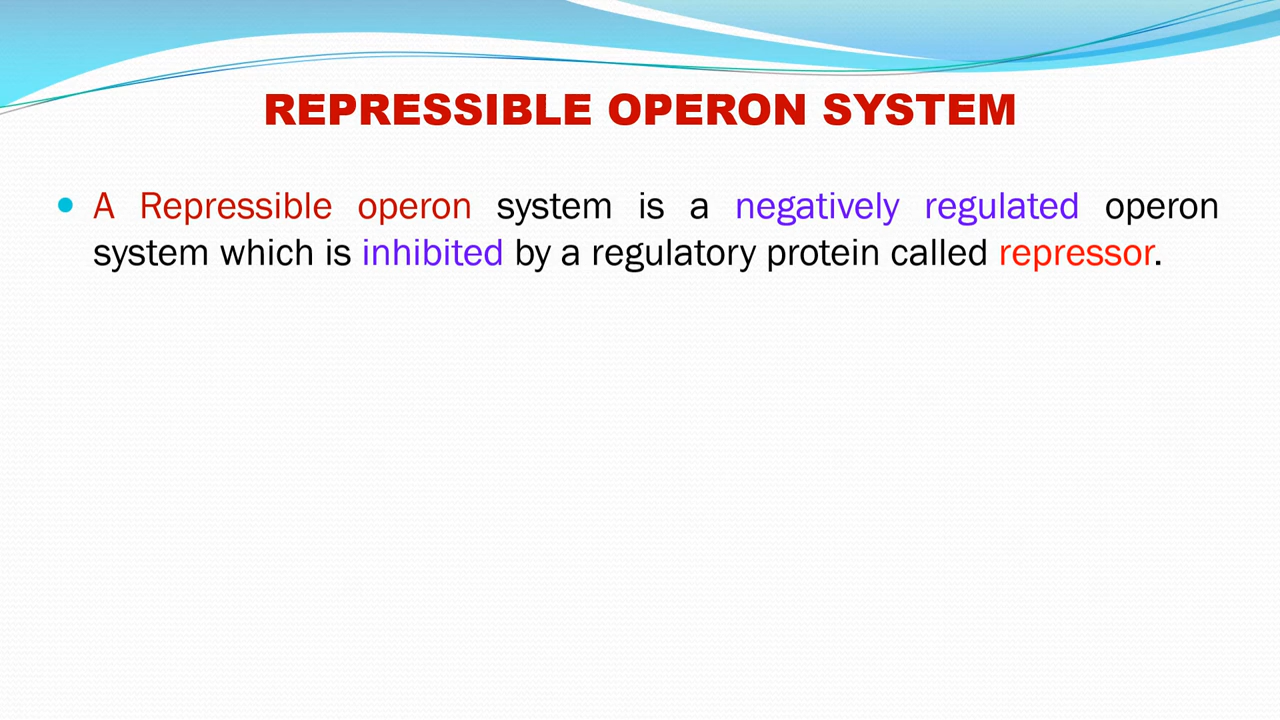 REPRESSIBLE OPERON SYSTEM
• A Repressible operon system is a negatively regulated operon
system which is inhibited by a regulatory protein called repressor.